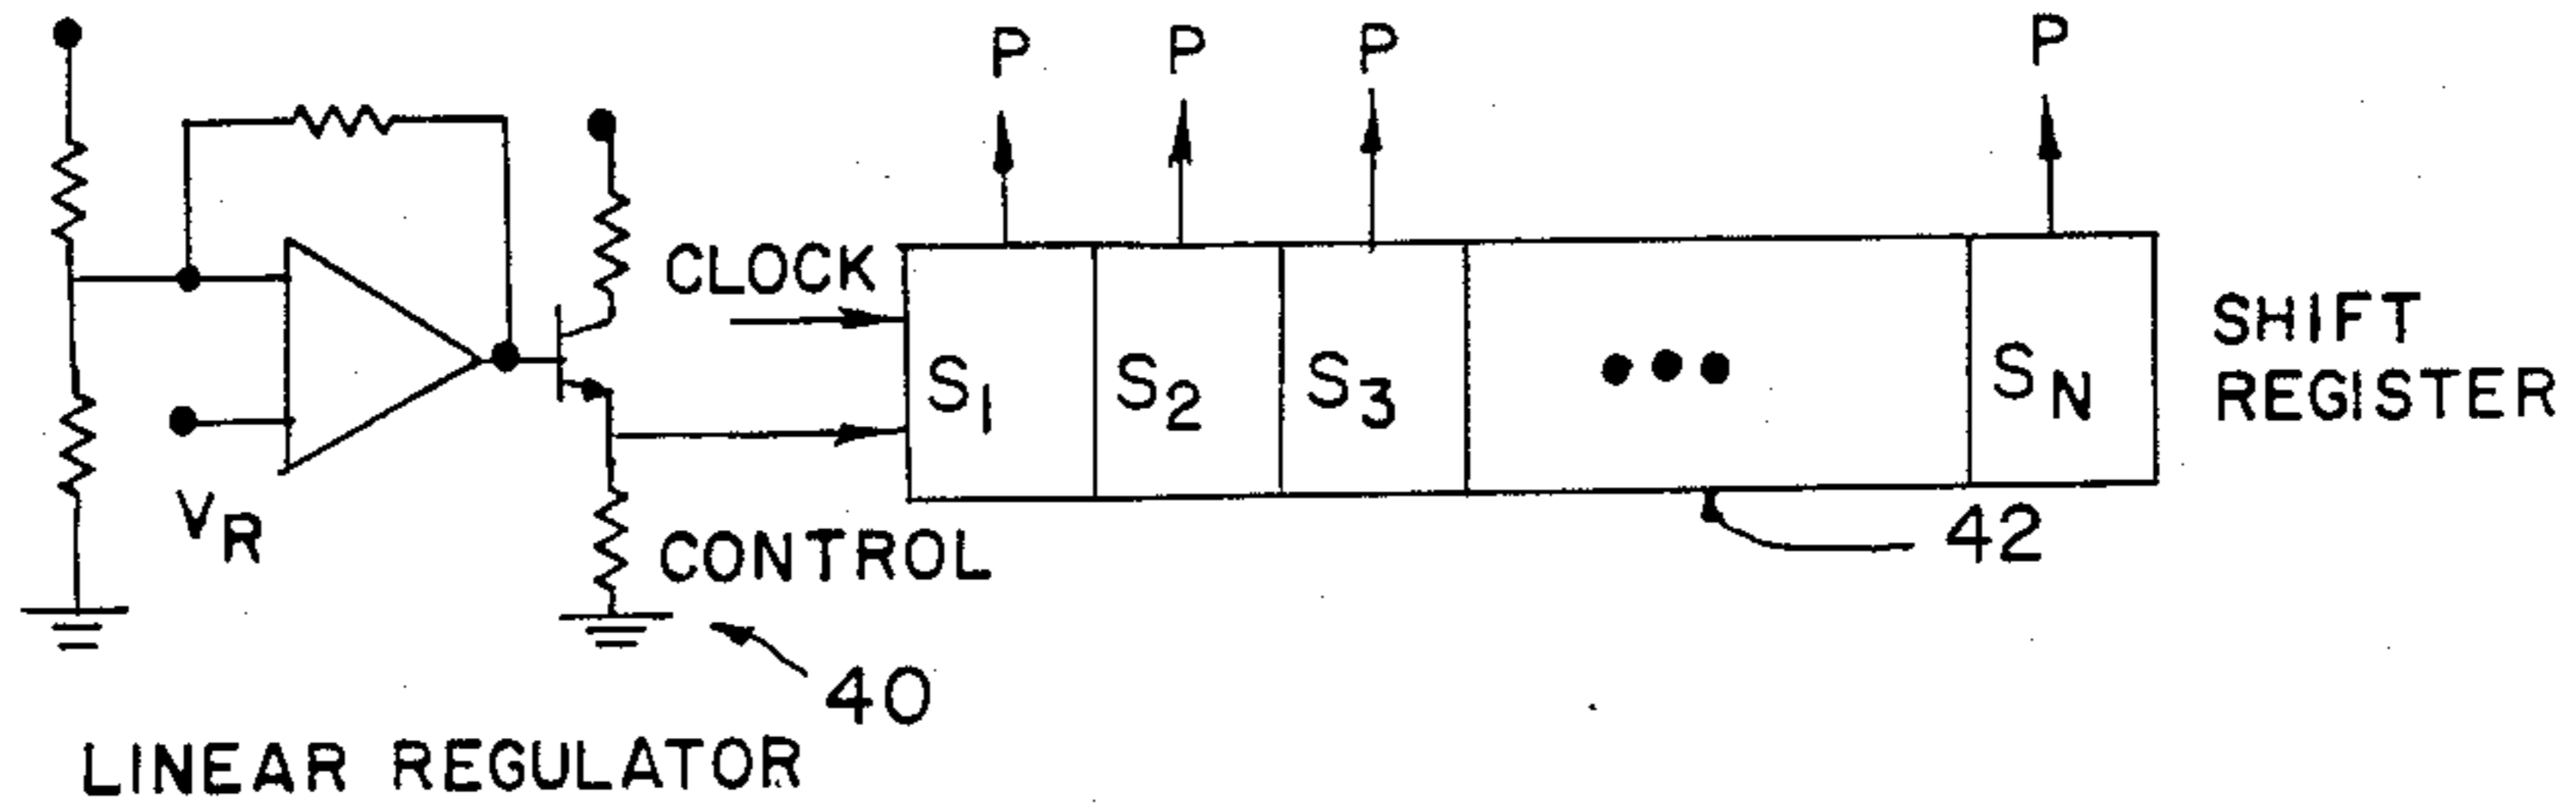 P P P P
CLOCK
S1 S2 S3 ••• SN
SHIFT
REGISTER
VR
CONTROL
42
40
LINEAR REGULATOR